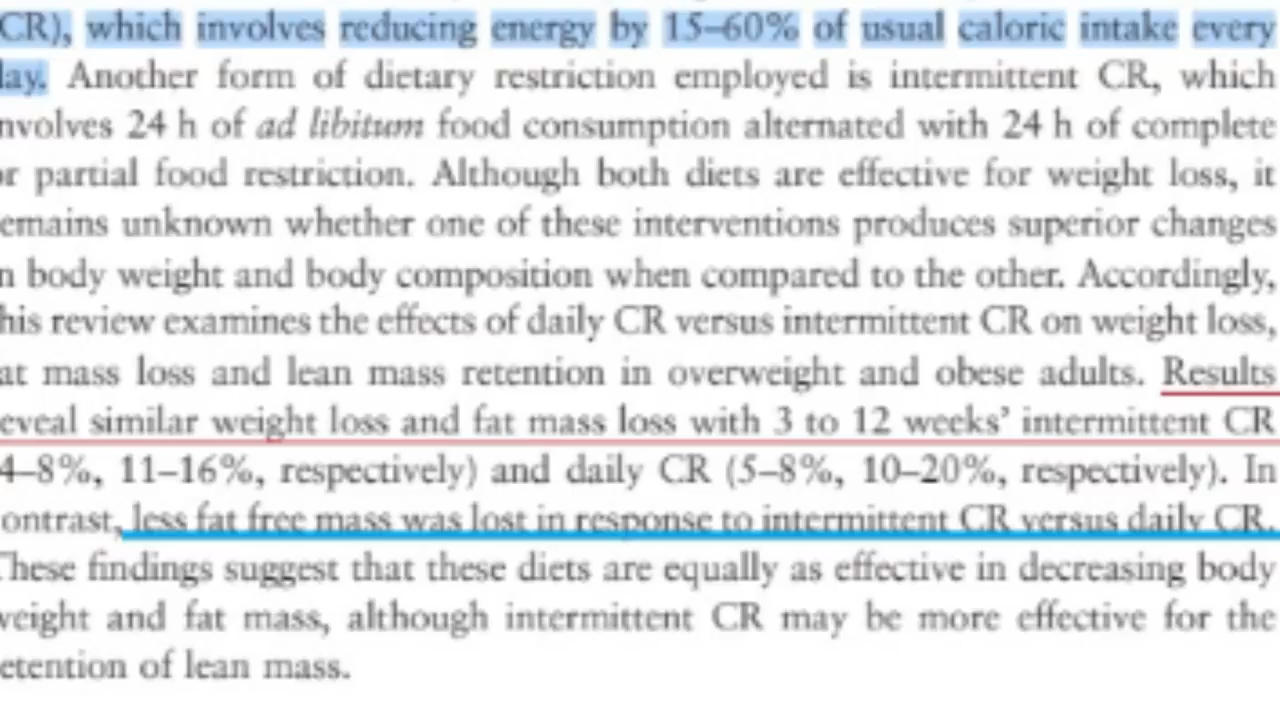 CR), which involves reducing energy by 15–60% of usual caloric intake every
lay. Another form of dietary restriction employed is intermittent CR, which
nvolves 24 h of ad libitum food consumption alternated with 24 h of complete
or partial food restriction. Although both diets are effective for weight loss, it
emains unknown whether one of these interventions produces superior changes
n body weight and body composition when compared to the other. Accordingly,
his review examines the effects of daily CR versus intermittent CR on weight loss,
at mass loss and lean mass retention in overweight and obese adults. Results
eveal similar weight loss and fat mass loss with 3 to 12 weeks’ intermittent CR
4–8%, 11–16%, respectively) and daily CR (5–8%, 10–20%, respectively). In
ontrast, less fat free mass was lost in response to intermittent CR versus daily CR.
These findings suggest that these diets are equally as effective in decreasing body
weight and fat mass, although intermittent CR may be more effective for the
etention of lean mass.